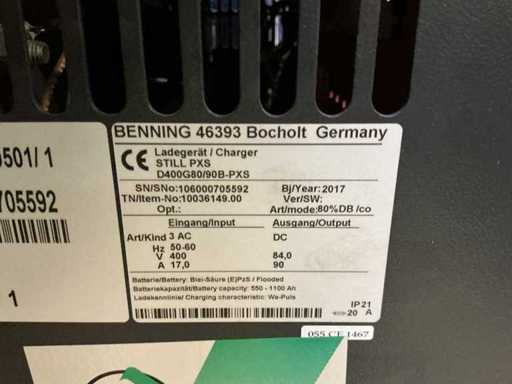 0501/ 1
705592
1
BENNING 46393 Bocholt Germany
CE Ladegerät / Charger
STILL PXS
D400G80/90B-PXS
SN/SNo:106000705592 Bj/Year: 2017
TN/Item-No:10036149.00 Ver/SW:
Opt.: Art/mode:80%DB /co
Eingang/Input Ausgang/Output
Art/Kind 3 AC DC
Hz 50-60
V 400 84,0
A 17,0 90
Batterie/Battery: Blei-Säure (E)PzS / Flooded
Batteriekapazität/Battery capacity: 550 - 1100 Ah
Ladekennlinie/ Charging characteristic: Wa-Puls
IP 21
20 A
055 CE 1467